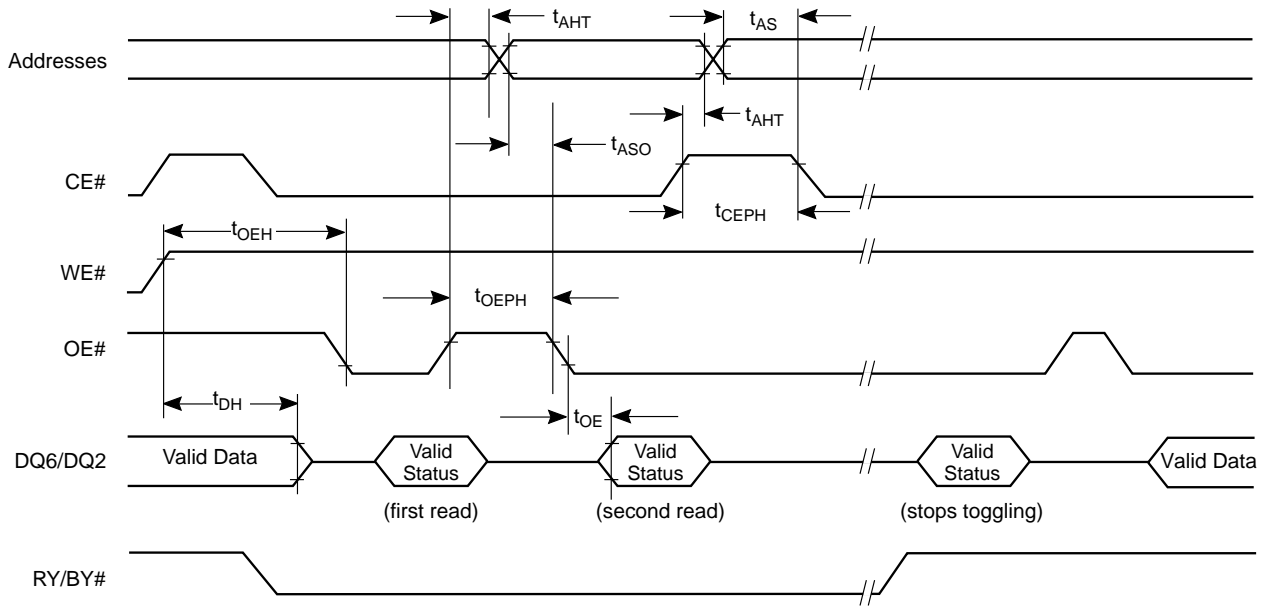 tAHT
tAS
Addresses
tAHT
tASO
CE#
tCEPH
tOEH
WE#
tOEPH
OE#
tDH
tOE
DQ6/DQ2
Valid Data
Valid
Status
Valid
Status
Valid
Status
Valid Data
(first read)
(second read)
(stops toggling)
RY/BY#